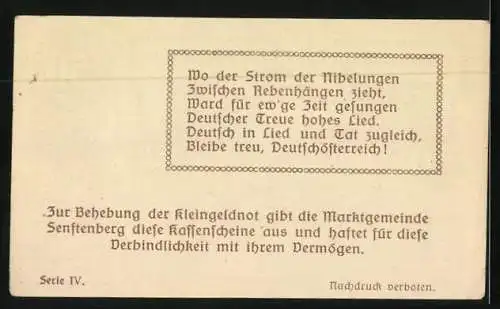 Wo der Strom der Nibelungen
Zwischen Rebenhängen zieht,
Ward für ew'ge Zeit gesungen
Deutscher Treue hohes Lied.
Deutsch in Lied und Tat zugleich,
Bleibe treu, Deutschösterreich!
Zur Behebung der Kleingeldnot gibt die Marktgemeinde
Senftenberg diese Kassenscheine aus und haftet für diese
Verbindlichkeit mit ihrem Vermögen.
Serie IV.
Nachdruck verboten.